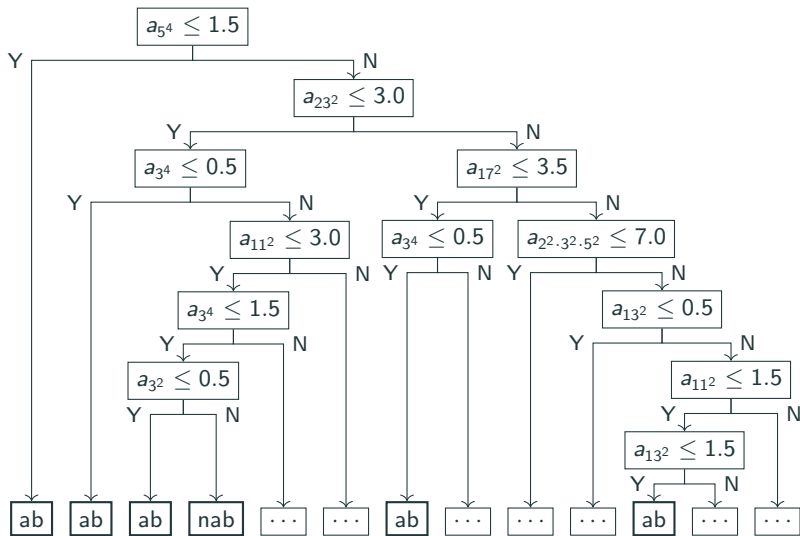 a_{5^4} ≤ 1.5
Y N
a_{23^2} ≤ 3.0
Y N
a_{3^4} ≤ 0.5 a_{17^2} ≤ 3.5
Y N Y N
a_{11^2} ≤ 3.0 a_{3^4} ≤ 0.5 a_{2^2·3^2·5^2} ≤ 7.0
Y N Y N Y N
a_{3^4} ≤ 1.5 a_{13^2} ≤ 0.5
Y N Y N
a_{3^2} ≤ 0.5 a_{11^2} ≤ 1.5
Y N Y N
a_{13^2} ≤ 1.5
Y N
ab ab ab nab ··· ··· ab ··· ··· ··· ab ··· ···